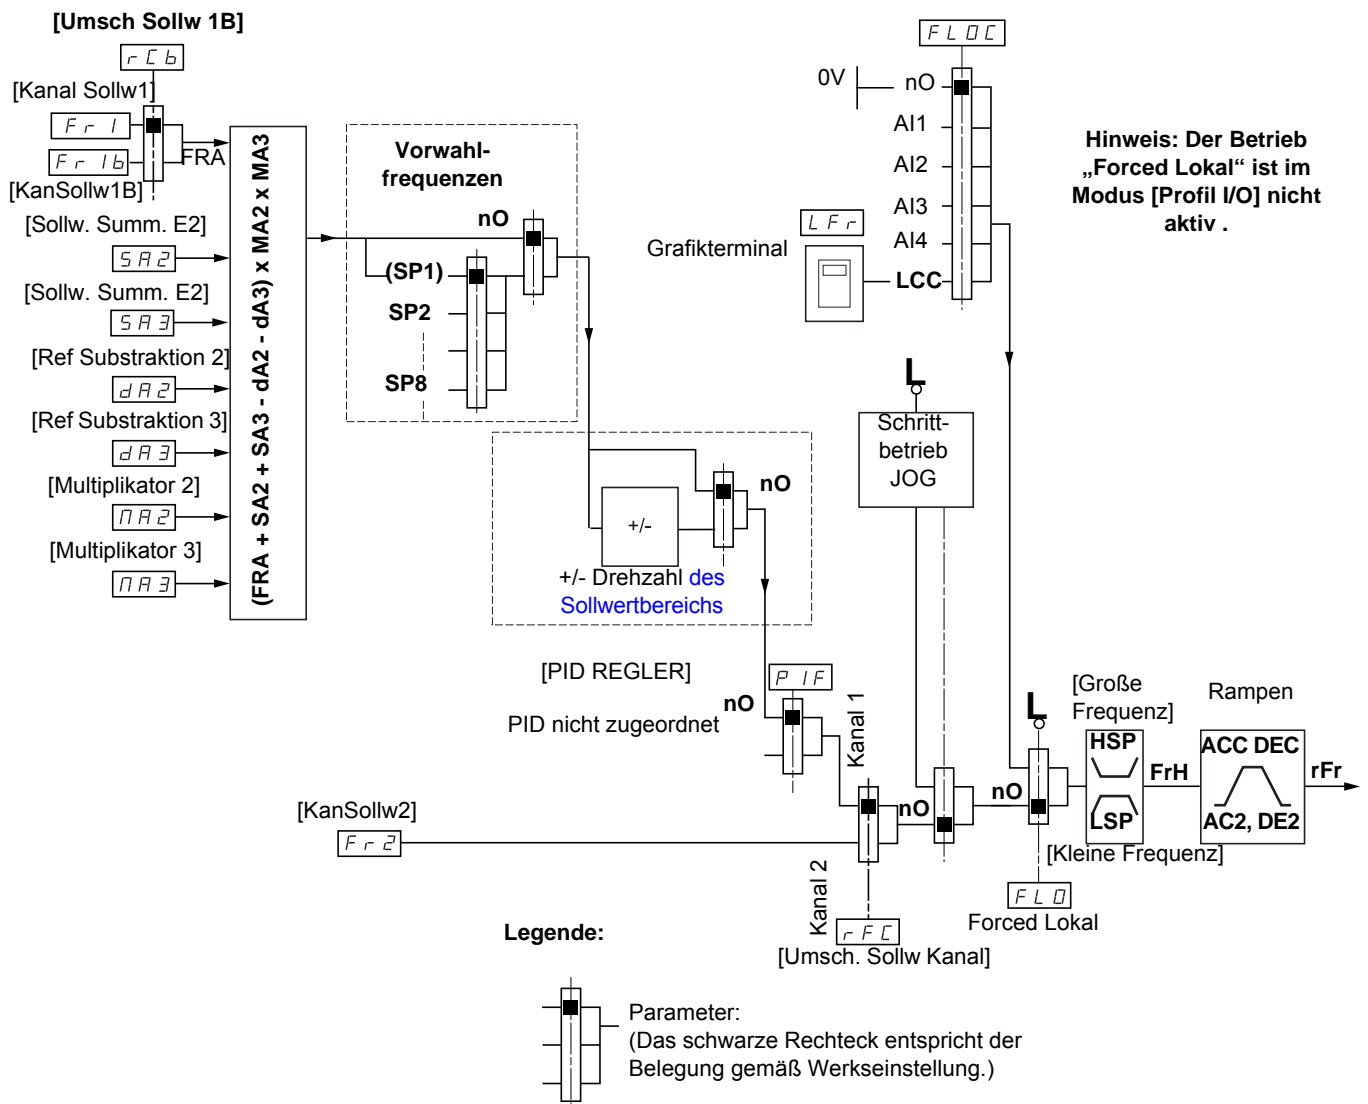 [Umsch Sollw 1B]
rCb
[Kanal Sollw1]
Fr1
FRA
Fr1b
[KanSollw1B]
[Sollw. Summ. E2]
SA2
[Sollw. Summ. E2]
SA3
[Ref Substraktion 2]
dA2
[Ref Substraktion 3]
dA3
[Multiplikator 2]
MA2
[Multiplikator 3]
MA3
(FRA + SA2 + SA3 - dA2 - dA3) x MA2 x MA3
Vorwahl-
frequenzen
nO
(SP1)
SP2
SP8
nO
+/-
+/- Drehzahl des
Sollwertbereichs
FLOC
0V
nO
AI1
AI2
AI3
AI4
LFr
Grafikterminal
LCC
Hinweis: Der Betrieb
„Forced Lokal“ ist im
Modus [Profil I/O] nicht
aktiv .
L
Schritt-
betrieb
JOG
[PID REGLER]
PIF
nO
PID nicht zugeordnet
Kanal 1
[KanSollw2]
Fr2
Kanal 2
rFC
[Umsch. Sollw Kanal]
nO
nO
L
FLO
Forced Lokal
[Große
Frequenz]
HSP
LSP
[Kleine Frequenz]
FrH
Rampen
ACC DEC
AC2, DE2
rFr
Legende:
Parameter:
(Das schwarze Rechteck entspricht der
Belegung gemäß Werkseinstellung.)